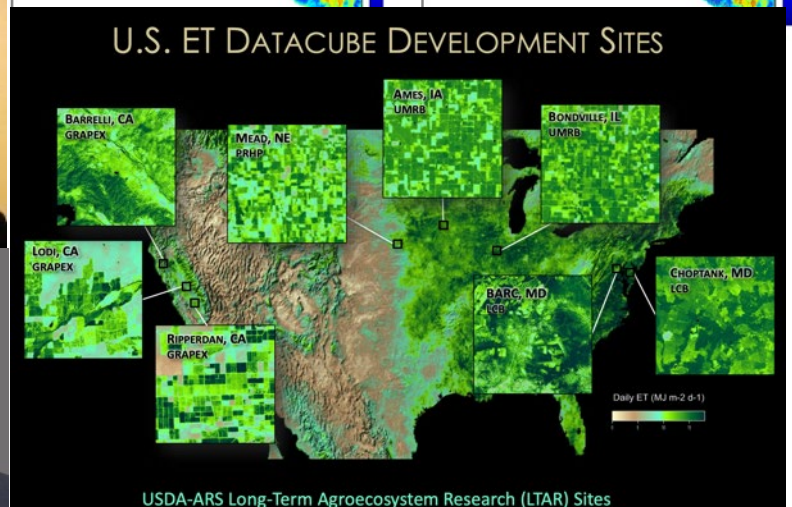 U.S. ET DATACUBE DEVELOPMENT SITES
BARRELLI, CA
GRAPEX
MEAD, NE
PRHP
AMES, IA
UMRB
BONDVILLE, IL
UMRB
LODI, CA
GRAPEX
RIPPERDAN, CA
GRAPEX
BARC, MD
LCB
CHOPTANK, MD
LCB
Daily ET (MJ m-2 d-1)
USDA-ARS Long-Term Agroecosystem Research (LTAR) Sites